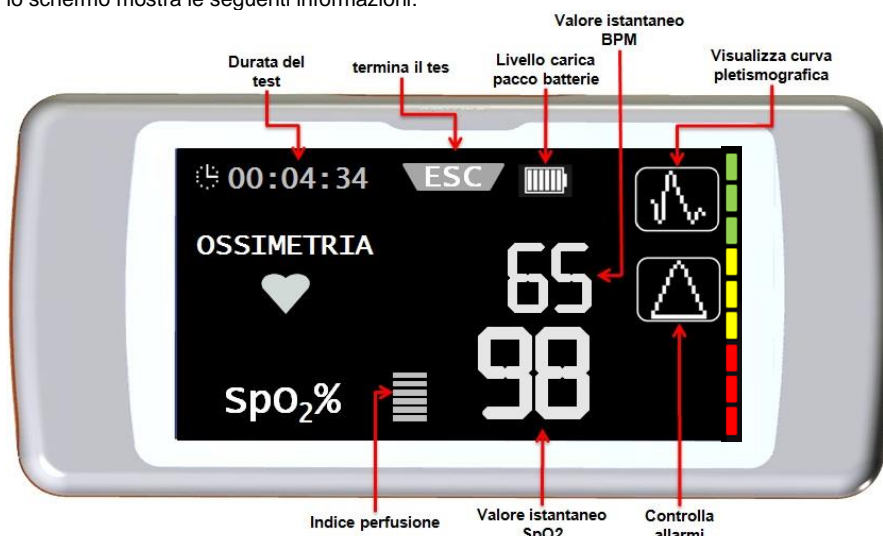 lo schermo mostra le seguenti informazioni:
Valore istantaneo
BPM
Durata del
test
termina il tes
Livello carica
pacco batterie
Visualizza curva
pletismografica
00:04:34
ESC
OSSIMETRIA
65
SpO₂%
98
Indice perfusione
Valore istantaneo
SpO2
Controlla
allarmi